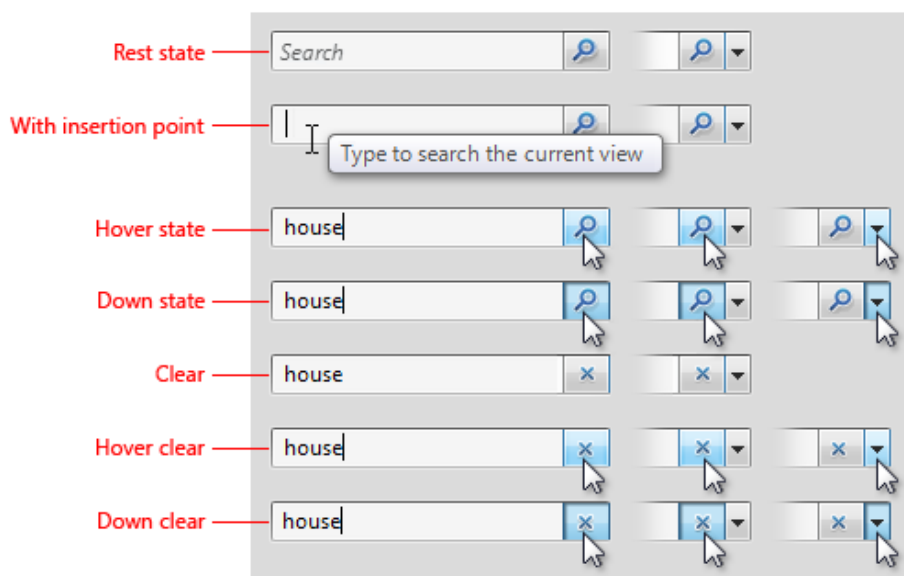 Rest state
Search
With insertion point
Type to search the current view
Hover state
house
Down state
house
Clear
house
Hover clear
house
Down clear
house